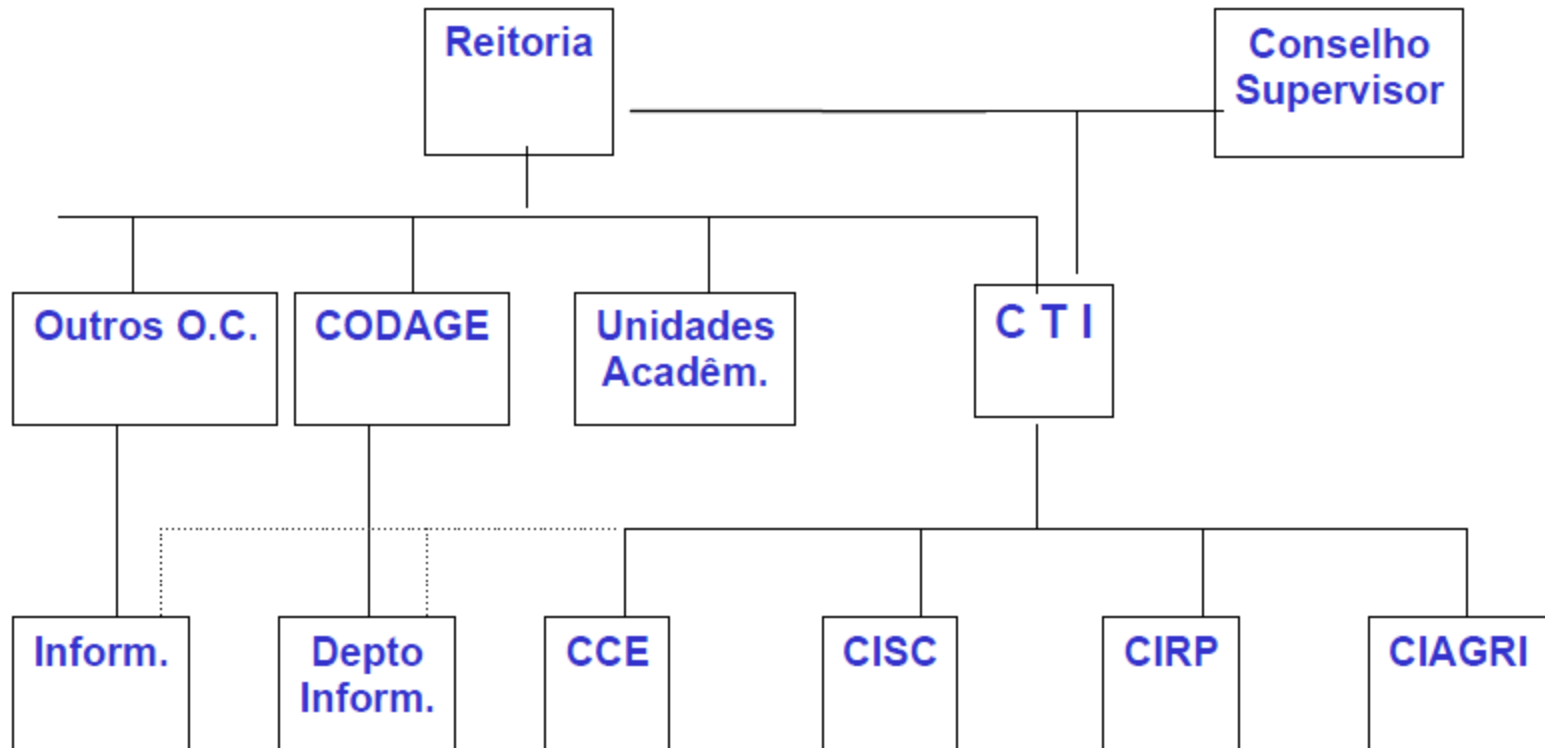 Reitoria
Conselho
Supervisor
Outros O.C.
CODAGE
Unidades
Acadêm.
C T I
Inform.
Depto
Inform.
CCE
CISC
CIRP
CIAGRI